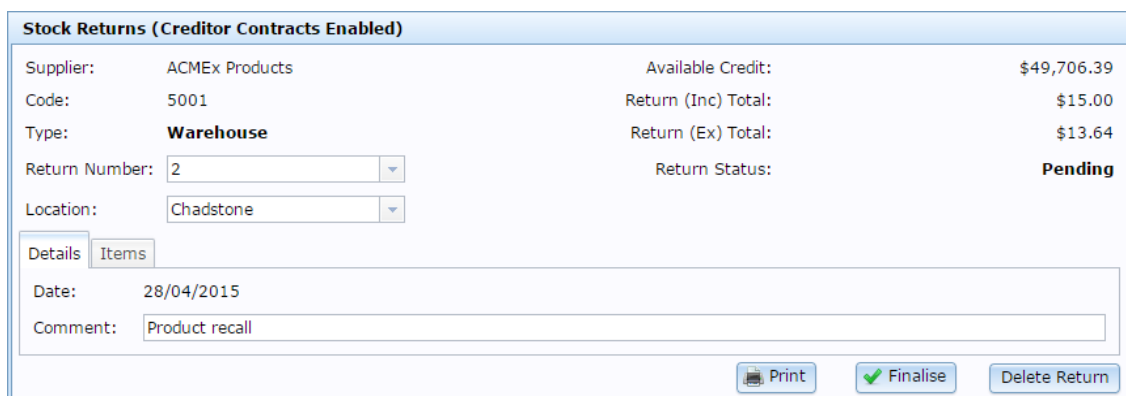 Stock Returns (Creditor Contracts Enabled)
Supplier: ACMEx Products Available Credit: $49,706.39
Code: 5001 Return (Inc) Total: $15.00
Type: Warehouse Return (Ex) Total: $13.64
Return Number: 2 Return Status: Pending
Location: Chadstone
Details Items
Date: 28/04/2015
Comment: Product recall
Print Finalise Delete Return